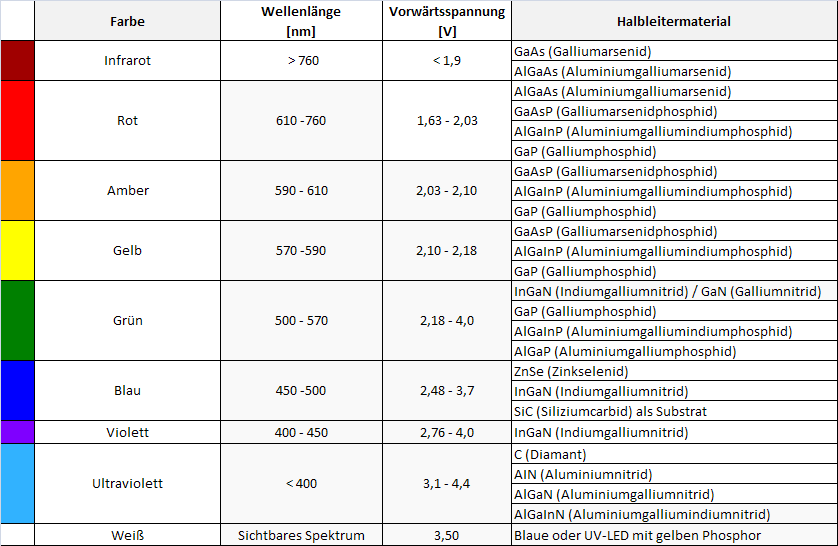 Farbe Wellenlänge [nm] Vorwärtsspannung [V] Halbleitermaterial
Infrarot > 760 < 1,9 GaAs (Galliumarsenid)
AlGaAs (Aluminiumgalliumarsenid)
Rot 610 -760 1,63 - 2,03 AlGaAs (Aluminiumgalliumarsenid)
GaAsP (Galliumarsenidphosphid)
AlGaInP (Aluminiumgalliumindiumphosphid)
GaP (Galliumphosphid)
Amber 590 - 610 2,03 - 2,10 GaAsP (Galliumarsenidphosphid)
AlGaInP (Aluminiumgalliumindiumphosphid)
GaP (Galliumphosphid)
Gelb 570 -590 2,10 - 2,18 GaAsP (Galliumarsenidphosphid)
AlGaInP (Aluminiumgalliumindiumphosphid)
GaP (Galliumphosphid)
Grün 500 - 570 2,18 - 4,0 InGaN (Indiumgalliumnitrid) / GaN (Galliumnitrid)
GaP (Galliumphosphid)
AlGaInP (Aluminiumgalliumindiumphosphid)
AlGaP (Aluminiumgalliumphosphid)
Blau 450 -500 2,48 - 3,7 ZnSe (Zinkselenid)
InGaN (Indiumgalliumnitrid)
SiC (Siliziumcarbid) als Substrat
Violett 400 - 450 2,76 - 4,0 InGaN (Indiumgalliumnitrid)
Ultraviolett < 400 3,1 - 4,4 C (Diamant)
AlN (Aluminiumnitrid)
AlGaN (Aluminiumgalliumnitrid)
AlGaInN (Aluminiumgalliumindiumnitrid)
Weiß Sichtbares Spektrum 3,50 Blaue oder UV-LED mit gelben Phosphor